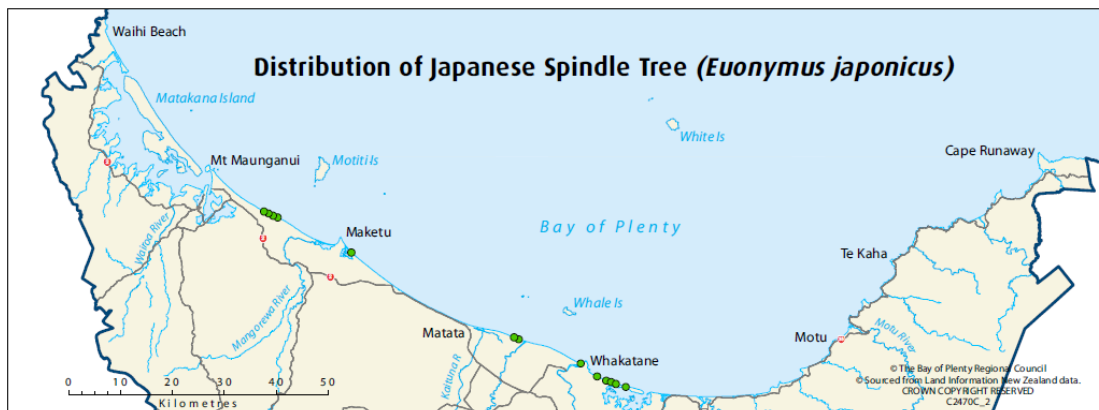 Waihi Beach
Distribution of Japanese Spindle Tree (Euonymus japonicus)
Matakana Island
White Is
Cape Runaway
Mt Maunganui
Motiti Is
Wairoa River
Maketu
Bay of Plenty
Te Kaha
Mangorewa River
Whale Is
Matata
Motu
Motu River
Whakatane
Kaituna R
© The Bay of Plenty Regional Council
© Sourced from Land Information New Zealand data.
CROWN COPYRIGHT RESERVED
C2470C_2
0 10 20 30 40 50
Kilometres